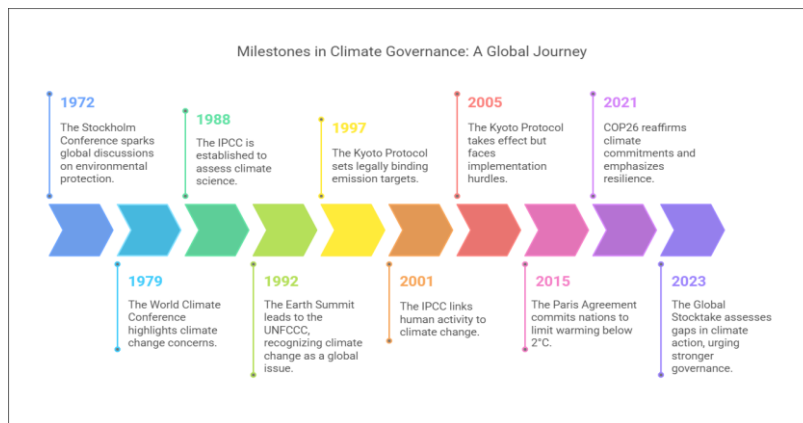 Milestones in Climate Governance: A Global Journey
1972
The Stockholm
Conference sparks
global discussions
on environmental
protection.
1979
The World Climate
Conference
highlights climate
change concerns.
1988
The IPCC is
established to
assess climate
science.
1992
The Earth Summit
leads to the
UNFCCC,
recognizing climate
change as a global
issue.
1997
The Kyoto Protocol
sets legally binding
emission targets.
2001
The IPCC links
human activity to
climate change.
2005
The Kyoto Protocol
takes effect but
faces
implementation
hurdles.
2015
The Paris Agreement
commits nations to
limit warming below
2°C.
2021
COP26 reaffirms
climate
commitments and
emphasizes
resilience.
2023
The Global
Stocktake assesses
gaps in climate
action, urging
stronger
governance.